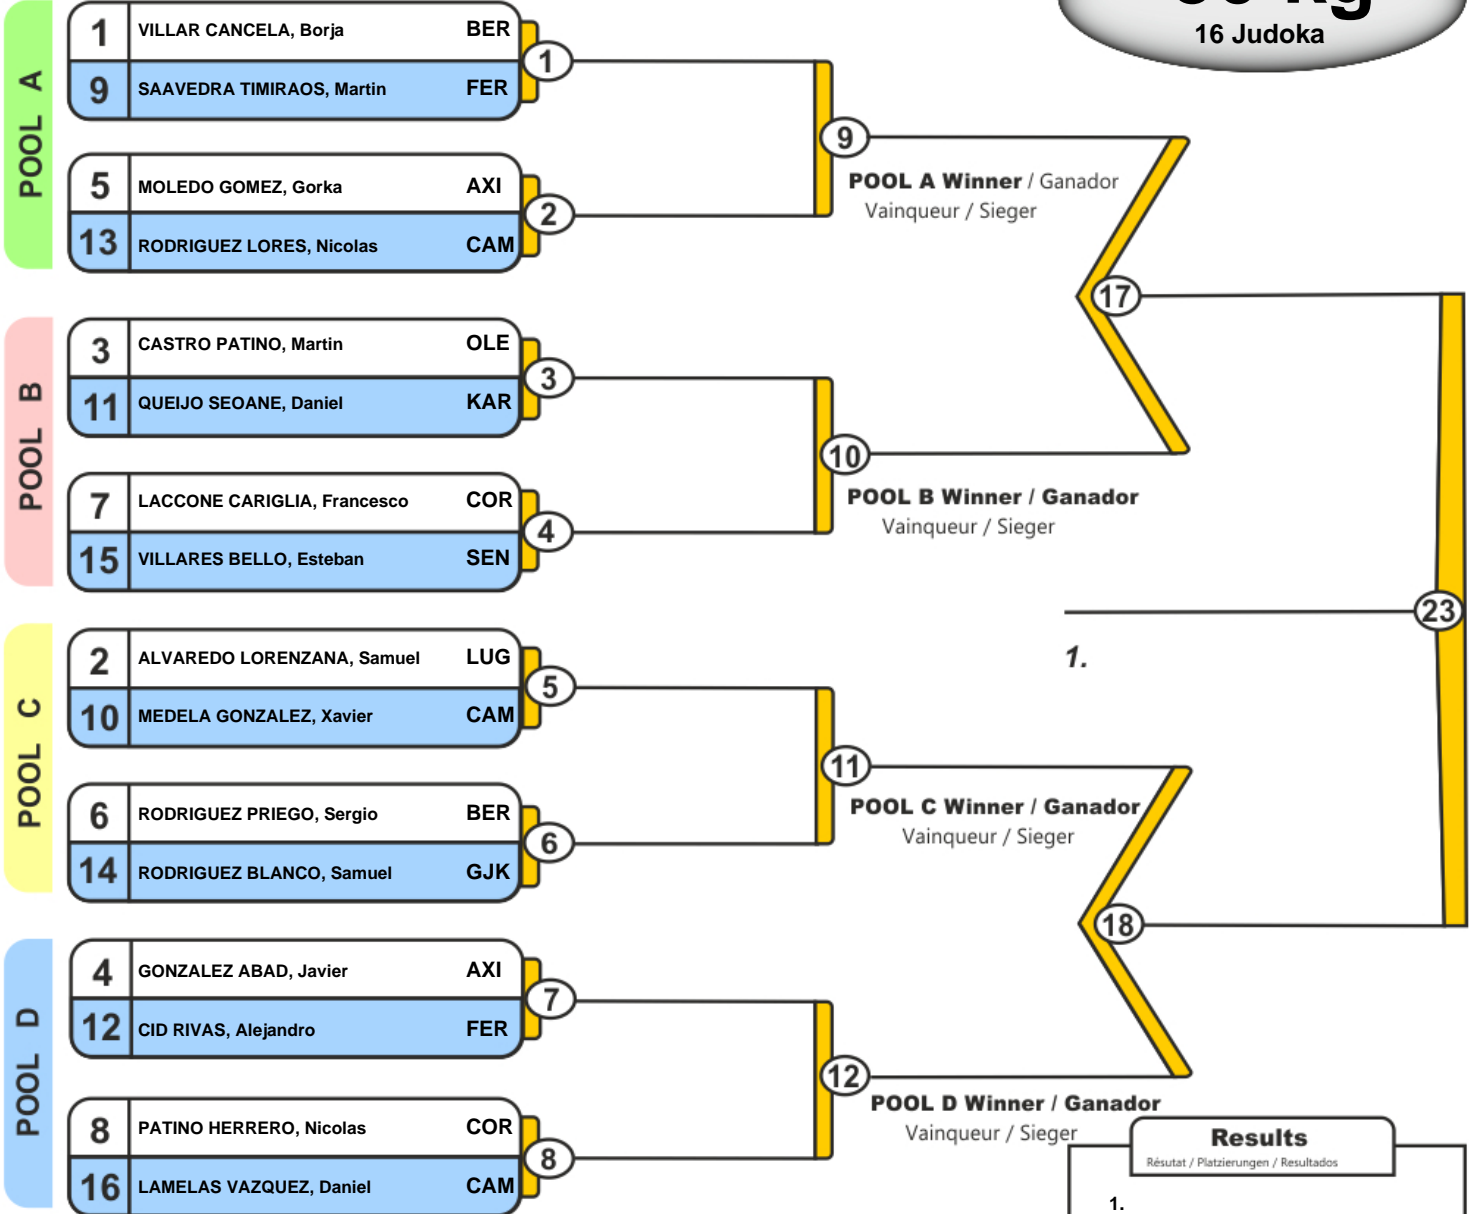 16 Judoka
POOL A
1 VILLAR CANCELA, Borja BER
9 SAAVEDRA TIMIRAOS, Martin FER
1
5 MOLEDO GOMEZ, Gorka AXI
13 RODRIGUEZ LORES, Nicolas CAM
2
9
POOL A Winner / Ganador
Vainqueur / Sieger
17
POOL B
3 CASTRO PATINO, Martin OLE
11 QUEIJO SEOANE, Daniel KAR
3
7 LACCONE CARIGLIA, Francesco COR
15 VILLARES BELLO, Esteban SEN
4
10
POOL B Winner / Ganador
Vainqueur / Sieger
23
1.
POOL C
2 ALVAREDO LORENZANA, Samuel LUG
10 MEDELA GONZALEZ, Xavier CAM
5
6 RODRIGUEZ PRIEGO, Sergio BER
14 RODRIGUEZ BLANCO, Samuel GJK
6
11
POOL C Winner / Ganador
Vainqueur / Sieger
18
POOL D
4 GONZALEZ ABAD, Javier AXI
12 CID RIVAS, Alejandro FER
7
8 PATINO HERRERO, Nicolas COR
16 LAMELAS VAZQUEZ, Daniel CAM
8
12
POOL D Winner / Ganador
Vainqueur / Sieger
Results
Résutat / Platzierungen / Resultados
1.